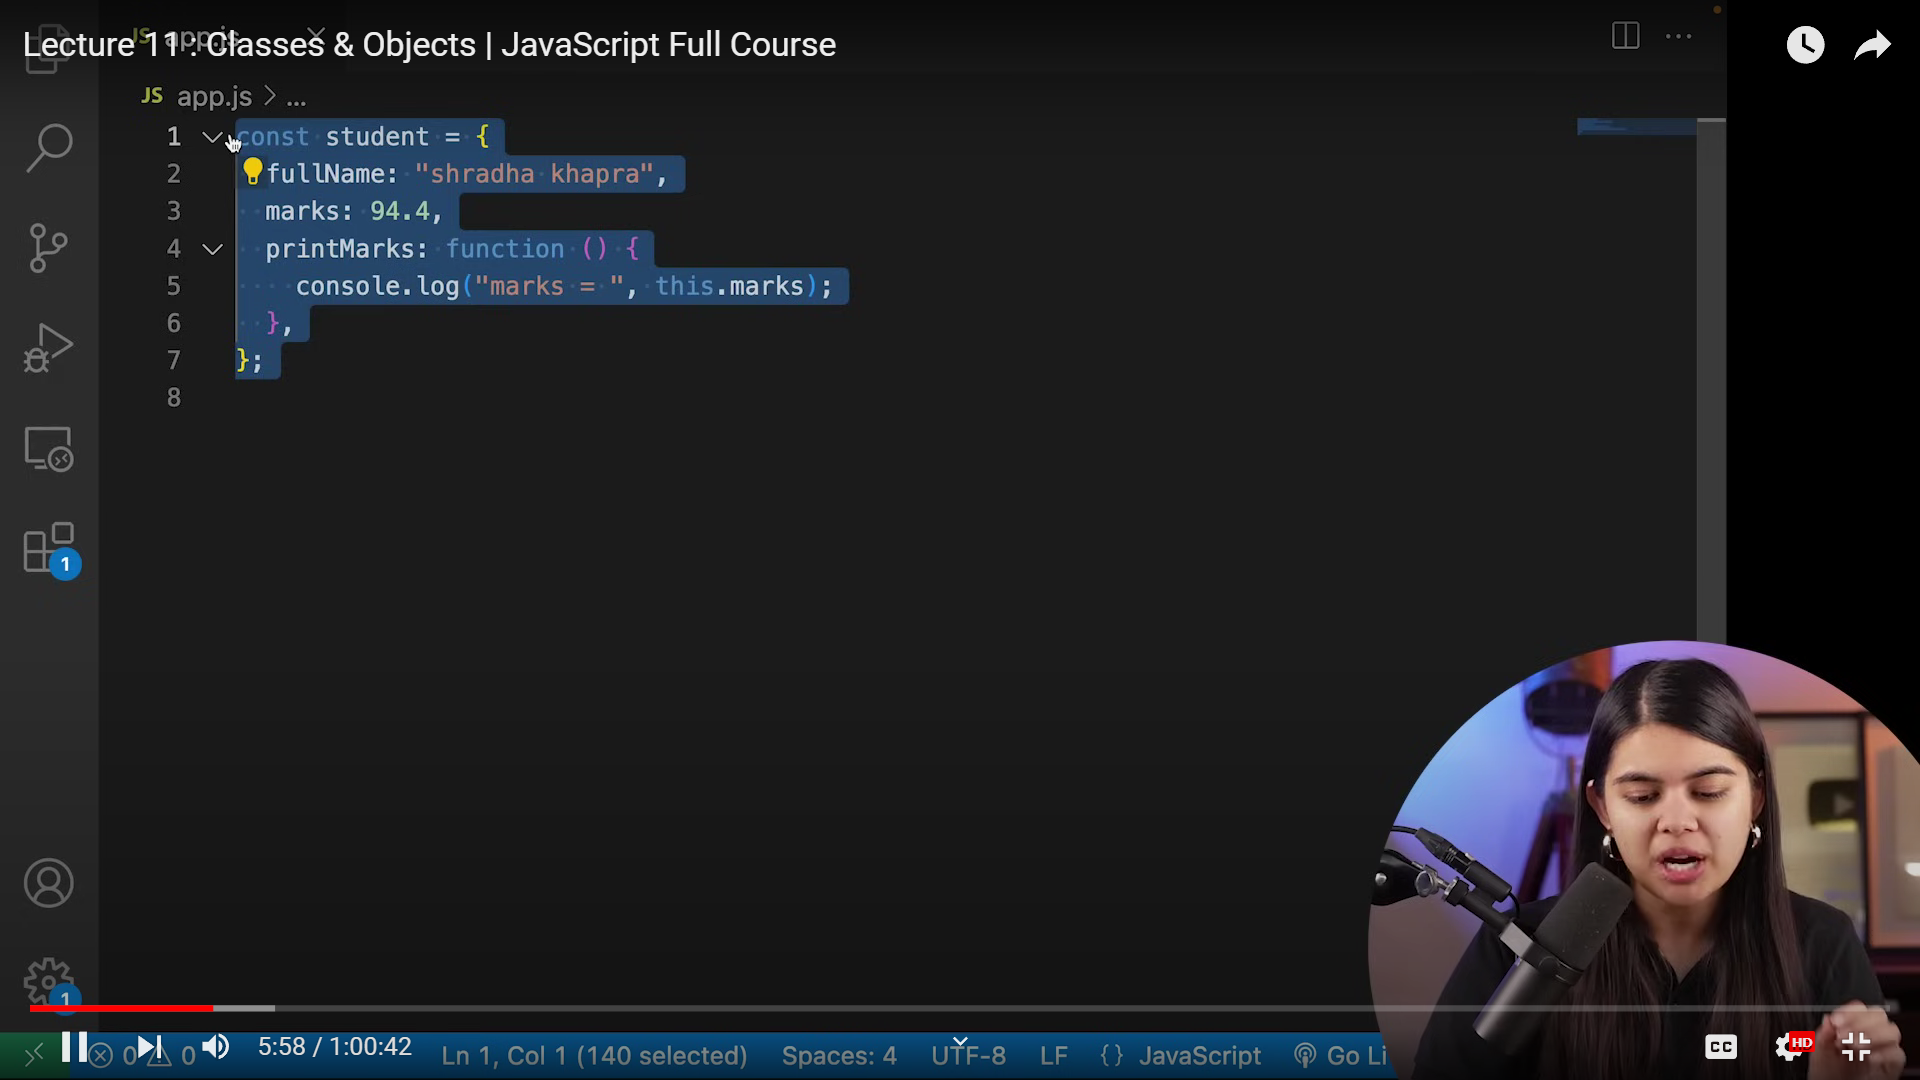 Lecture 11 : Classes & Objects | JavaScript Full Course
JS app.js
JS app.js > ...
1 const student = {
2 fullName: "shradha khapra",
3 marks: 94.4,
4 printMarks: function () {
5 console.log("marks = ", this.marks);
6 },
7 };
8
1
1
5:58 / 1:00:42
0 0 Ln 1, Col 1 (140 selected) Spaces: 4 UTF-8 LF {} JavaScript Go Li
CC HD